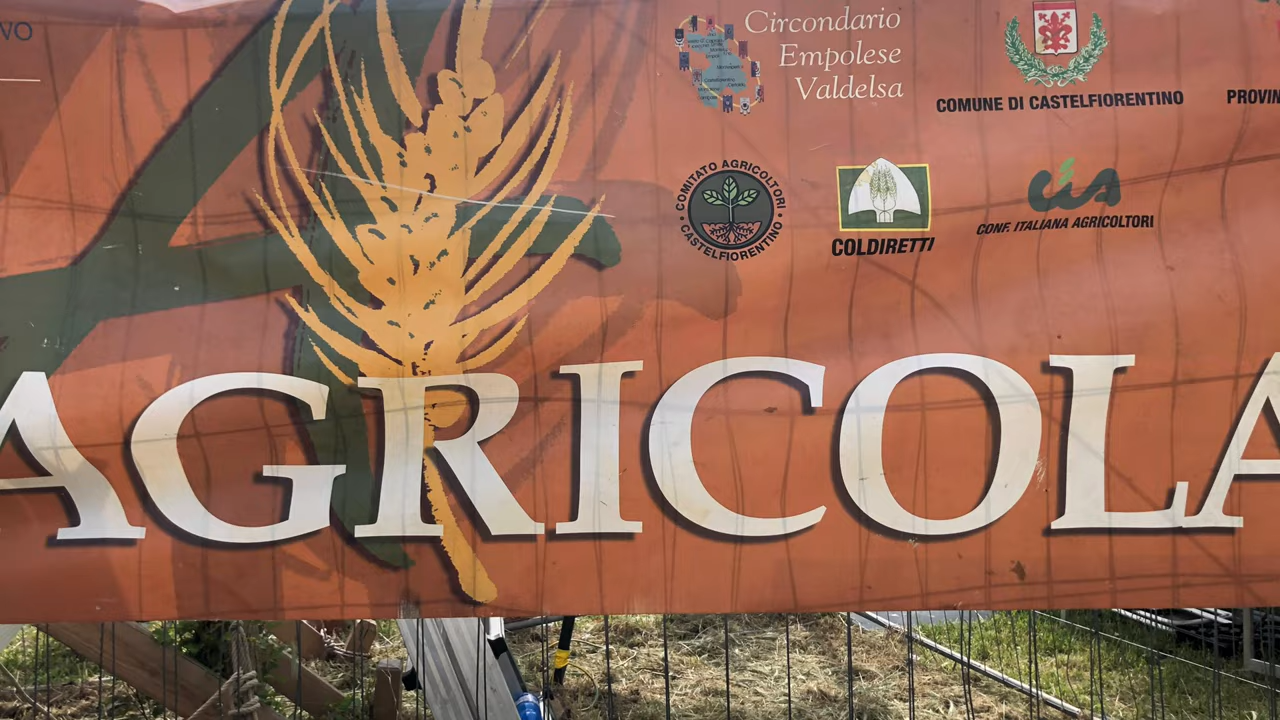 VO
Circondario
Empolese
Valdelsa
COMUNE DI CASTELFIORENTINO
PROVIN
COMITATO AGRICOLTORI
• CASTELFIORENTINO •
COLDIRETTI
cia
CONF. ITALIANA AGRICOLTORI
AGRICOLA